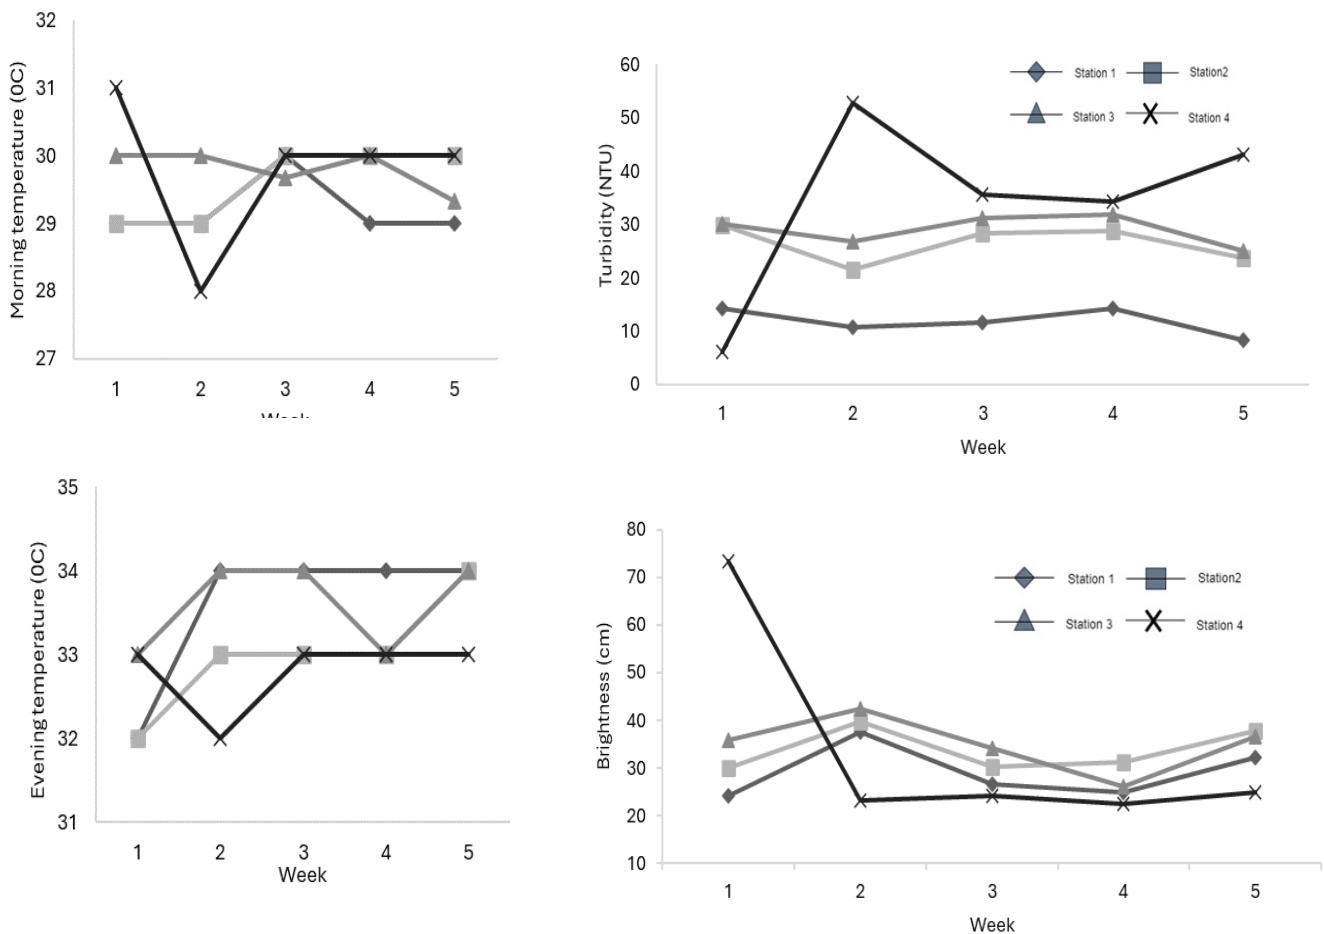 32
31
30
29
28
27
Morning temperature (0C)
1 2 3 4 5
Week
60
50
40
30
20
10
0
Turbidity (NTU)
Station 1 Station2
Station 3 Station 4
1 2 3 4 5
Week
35
34
33
32
31
Evening temperature (0C)
1 2 3 4 5
Week
80
70
60
50
40
30
20
10
Brightness (cm)
Station 1 Station2
Station 3 Station 4
1 2 3 4 5
Week